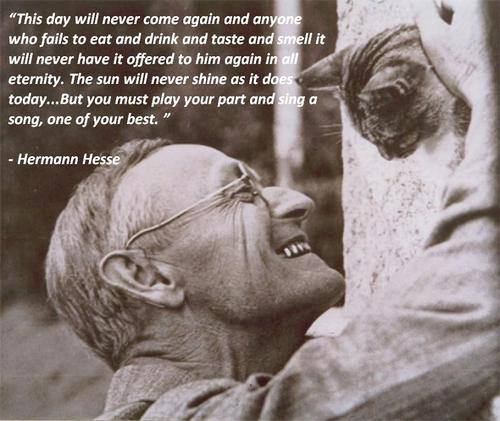 “This day will never come again and anyone
who fails to eat and drink and taste and smell it
will never have it offered to him again in all
eternity. The sun will never shine as it does
today...But you must play your part and sing a
song, one of your best. ”
- Hermann Hesse